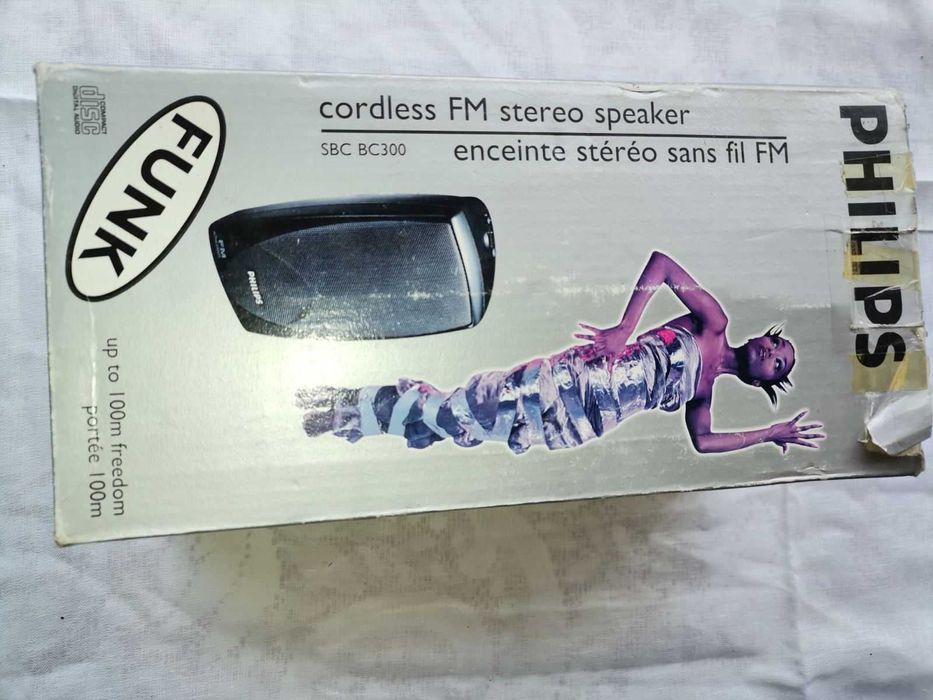 PHILIPS
cordless FM stereo speaker
SBC BC300
enceinte stéréo sans fil FM
FUNK
COMPACT
disc
DIGITAL AUDIO
FM
PHILIPS
up to 100m freedom
portée 100m